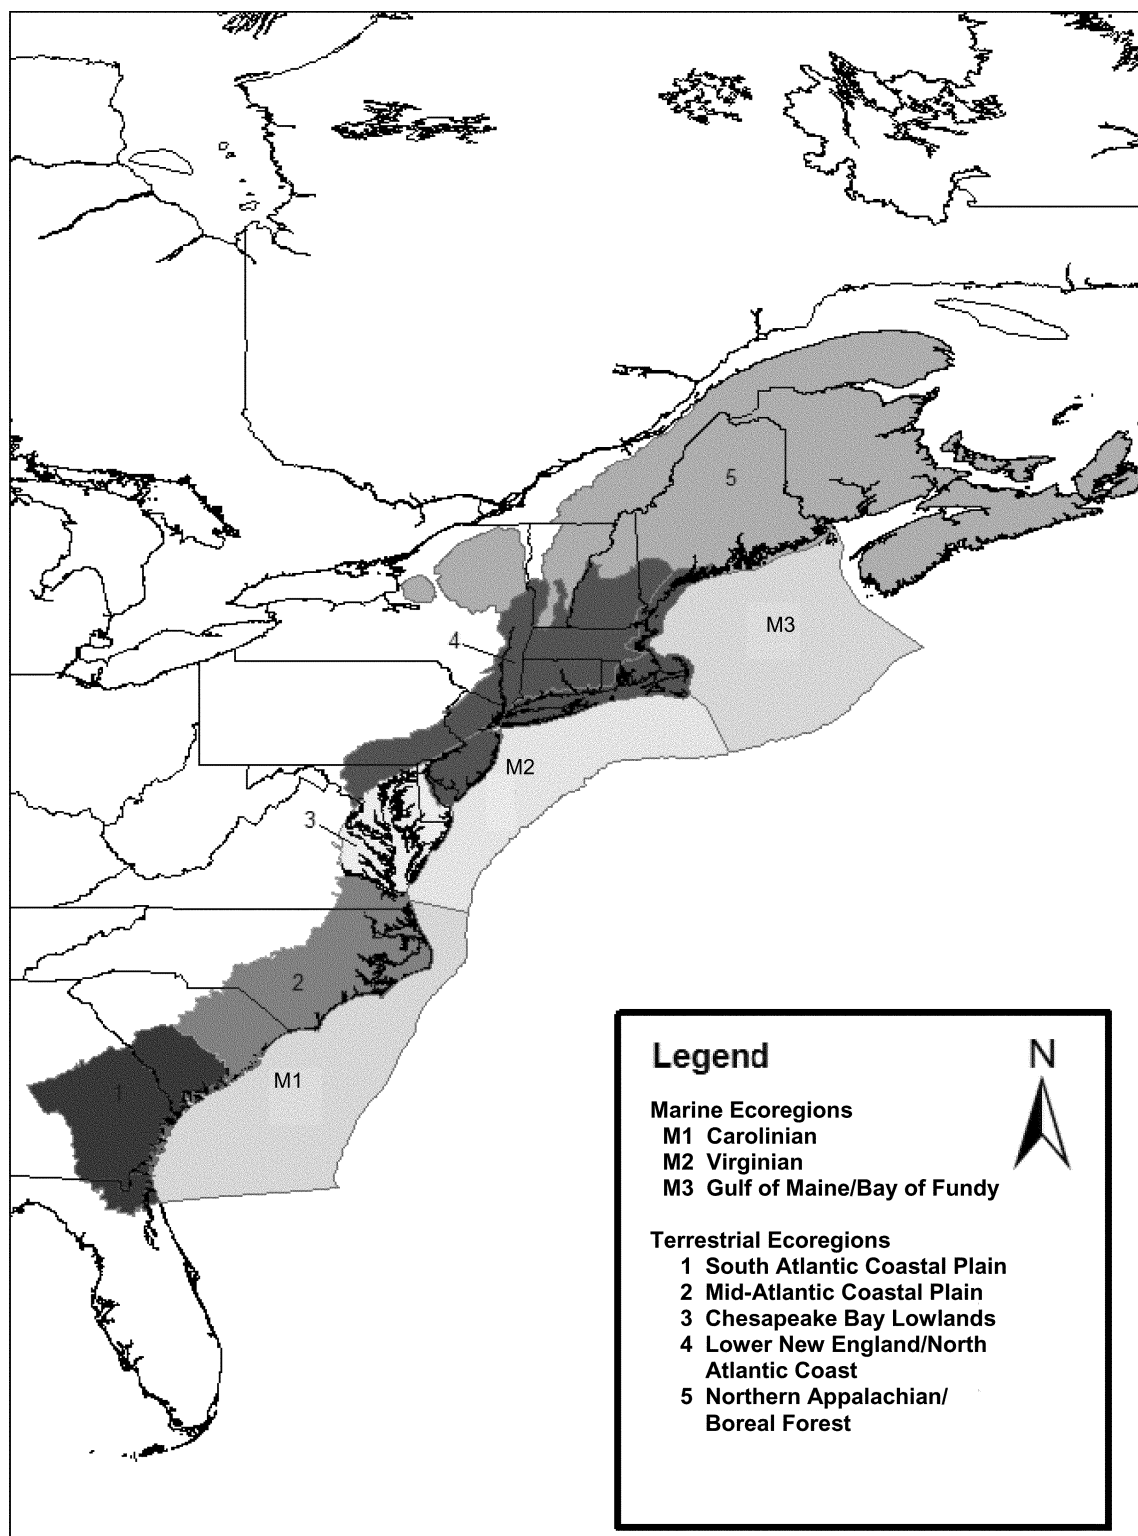 5
M3
4
M2
3
2
M1
1
Legend
N
Marine Ecoregions
M1 Carolinian
M2 Virginian
M3 Gulf of Maine/Bay of Fundy
Terrestrial Ecoregions
1 South Atlantic Coastal Plain
2 Mid-Atlantic Coastal Plain
3 Chesapeake Bay Lowlands
4 Lower New England/North
Atlantic Coast
5 Northern Appalachian/
Boreal Forest